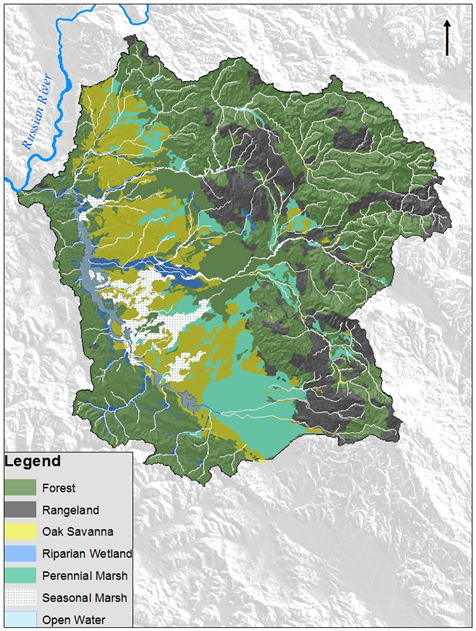 Russian River
Legend
Forest
Rangeland
Oak Savanna
Riparian Wetland
Perennial Marsh
Seasonal Marsh
Open Water